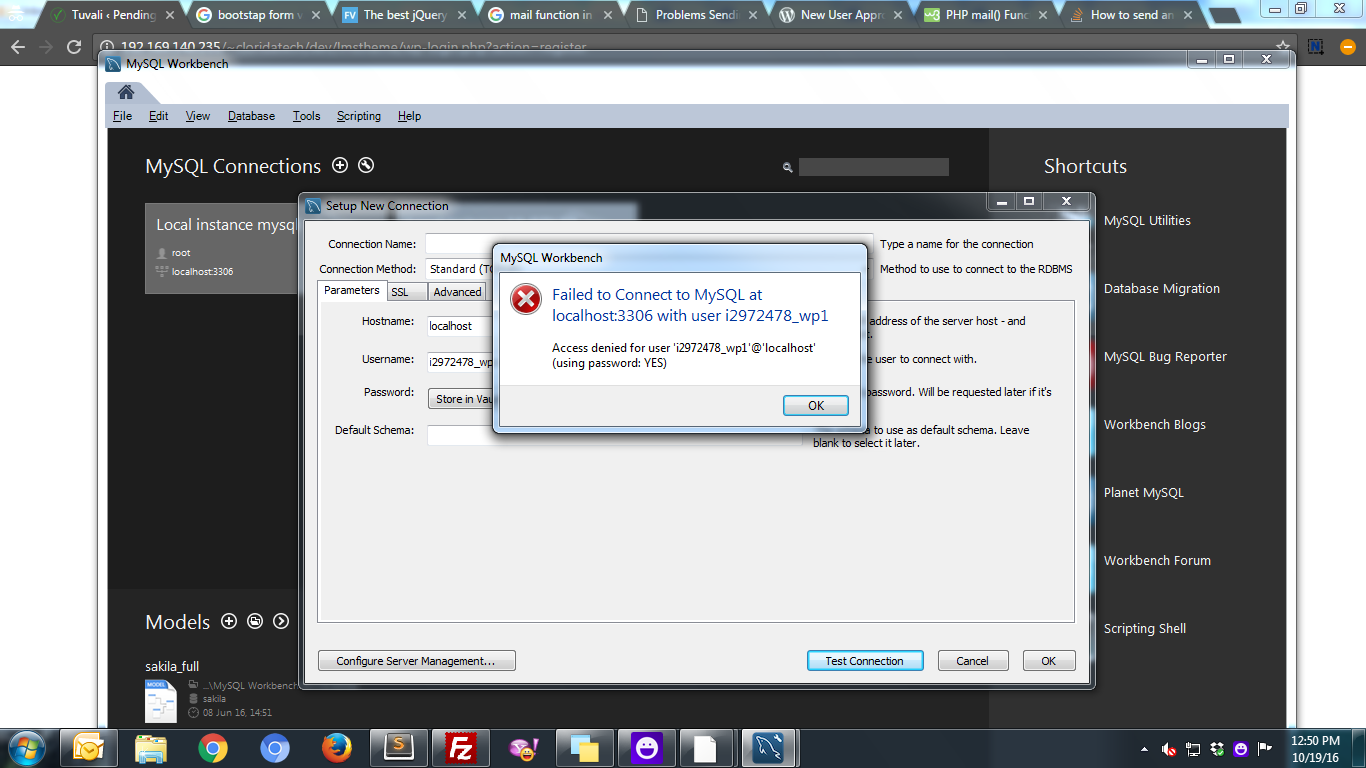 Tuvali ‹ Pending
bootstap form v
The best jQuery
mail function in
Problems Sendi
New User Appro
PHP mail() Func
How to send an
192.169.140.235/~cloridatech/dev/lmstheme/wp-login.php?action=register
MySQL Workbench
File Edit View Database Tools Scripting Help
MySQL Connections
Shortcuts
Local instance mysql
root
localhost:3306
MySQL Utilities
Database Migration
MySQL Bug Reporter
Workbench Blogs
Planet MySQL
Workbench Forum
Scripting Shell
Setup New Connection
Connection Name:
Type a name for the connection
Connection Method: Standard (TC
Method to use to connect to the RDBMS
Parameters SSL Advanced
Hostname: localhost
address of the server host - and
Username: i2972478_wp
e user to connect with.
Password: Store in Vau
password. Will be requested later if it's
Default Schema:
to use as default schema. Leave
blank to select it later.
MySQL Workbench
Failed to Connect to MySQL at
localhost:3306 with user i2972478_wp1
Access denied for user 'i2972478_wp1'@'localhost'
(using password: YES)
OK
Configure Server Management...
Test Connection
Cancel
OK
Models
sakila_full
MODEL
...\MySQL Workbench
sakila
08 Jun 16, 14:51
12:50 PM
10/19/16